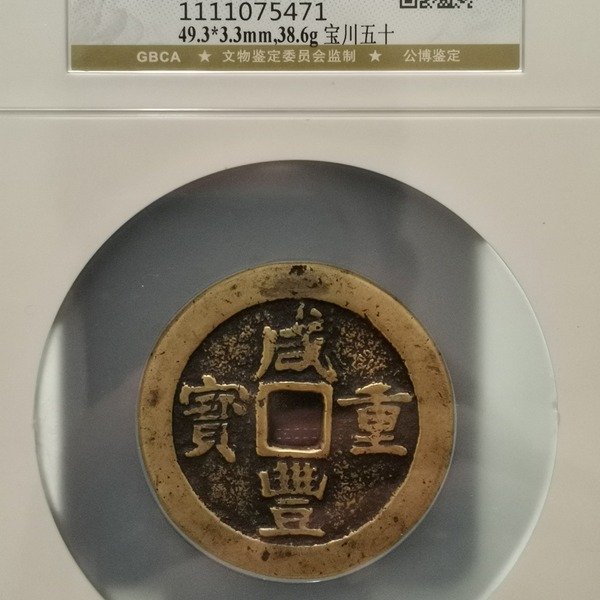 1111075471
49.3*3.3mm,38.6g 宝川五十
GBCA ★ 文物鉴定委员会监制 ★ 公博鉴定
咸
寶 重
豐